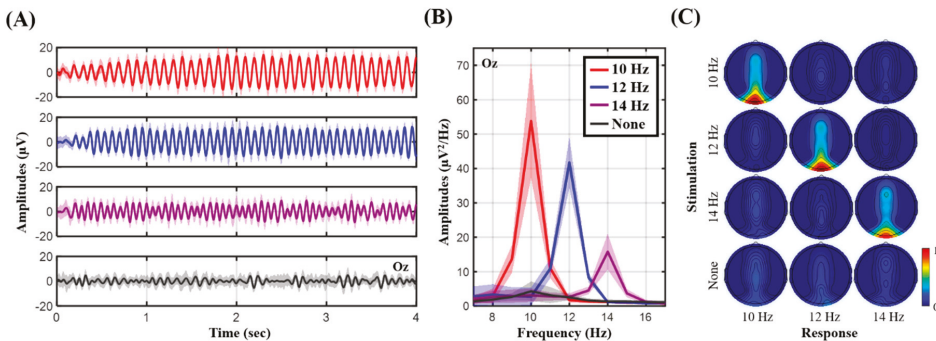 (A)
20
0
-20
20
0
-20
20
0
-20
20
0
-20
Oz
Amplitudes (µV)
0 1 2 3 4
Time (sec)
(B)
Oz
10 Hz
12 Hz
14 Hz
None
70
60
50
40
30
20
10
0
Amplitudes (µV²/Hz)
8 10 12 14 16
Frequency (Hz)
(C)
Stimulation
10 Hz
12 Hz
14 Hz
None
10 Hz 12 Hz 14 Hz
Response
1
0